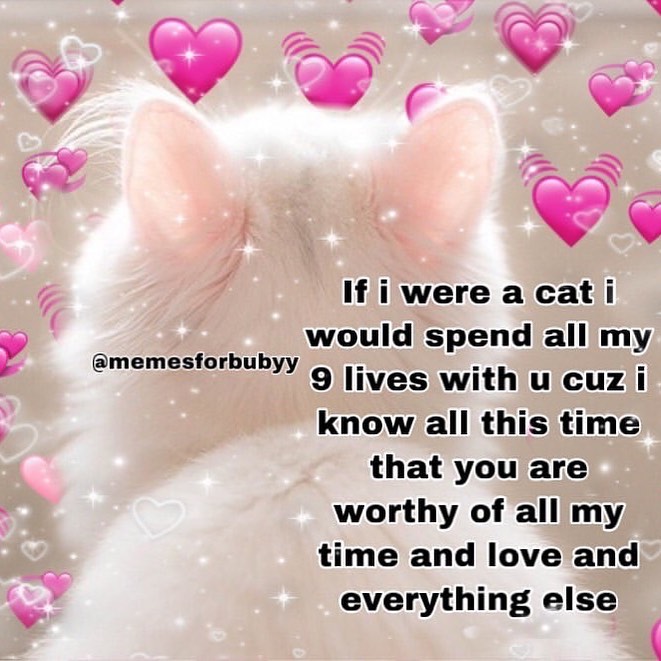 If i were a cat i
would spend all my
@memesforbubyy
9 lives with u cuz i
know all this time
that you are
worthy of all my
time and love and
everything else